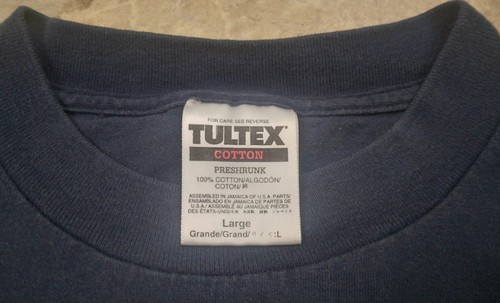 FOR CARE SEE REVERSE
TULTEX®
COTTON
PRESHRUNK
100% COTTON/ALGODÓN/
COTON/綿
ASSEMBLED IN JAMAICA OF U.S.A. PARTS/
ENSAMBLADO EN JAMAICA DE PARTES DE
U.S.A./ASSEMBLÉ AU JAMAIQUE PIÈCES
DES ÉTATS-UNIS/
Large
Grande/Grand/ :L